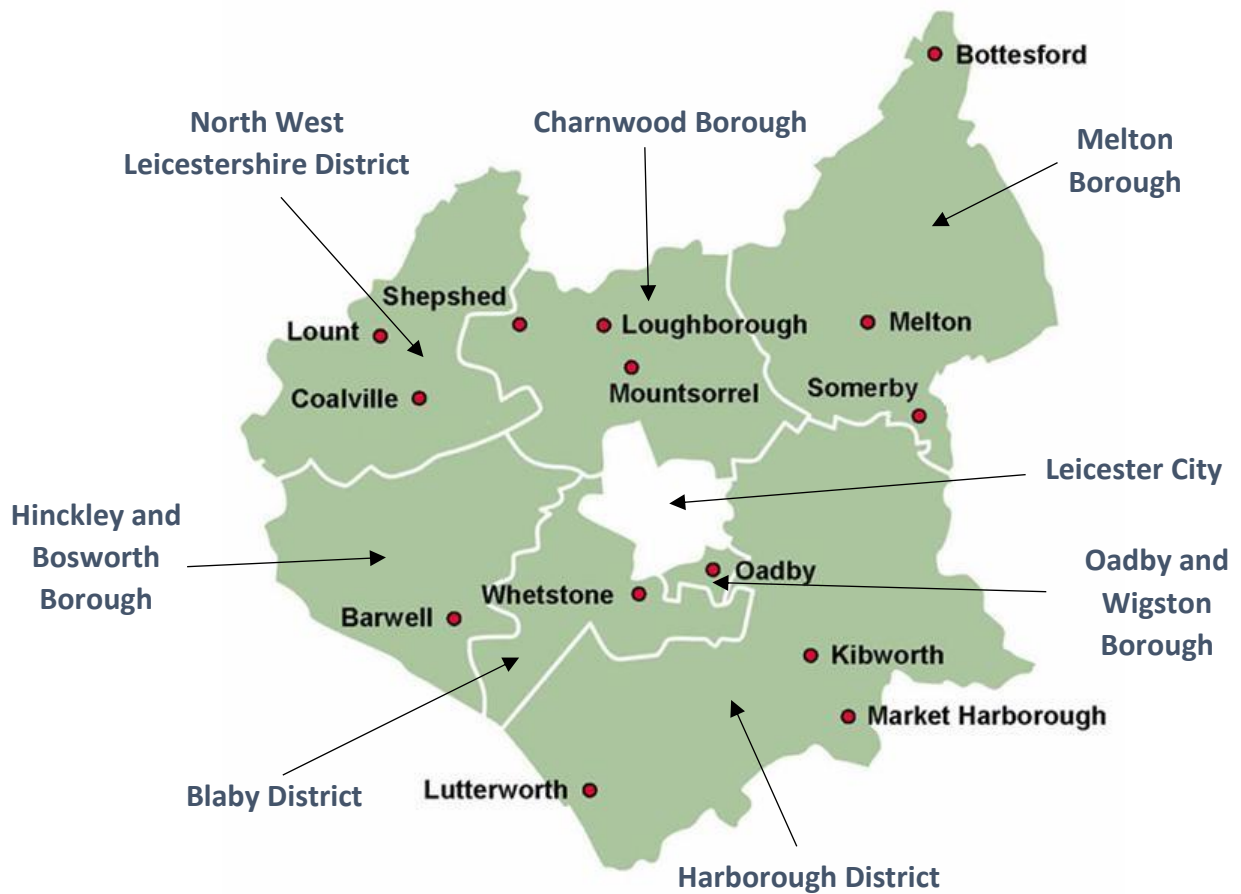 Bottesford
North West
Leicestershire District
Charnwood Borough
Melton
Borough
Shepshed
Lount
Loughborough
Melton
Coalville
Mountsorrel
Somerby
Leicester City
Hinckley and
Bosworth
Borough
Oadby
Oadby and
Wigston
Borough
Whetstone
Barwell
Kibworth
Market Harborough
Blaby District
Lutterworth
Harborough District